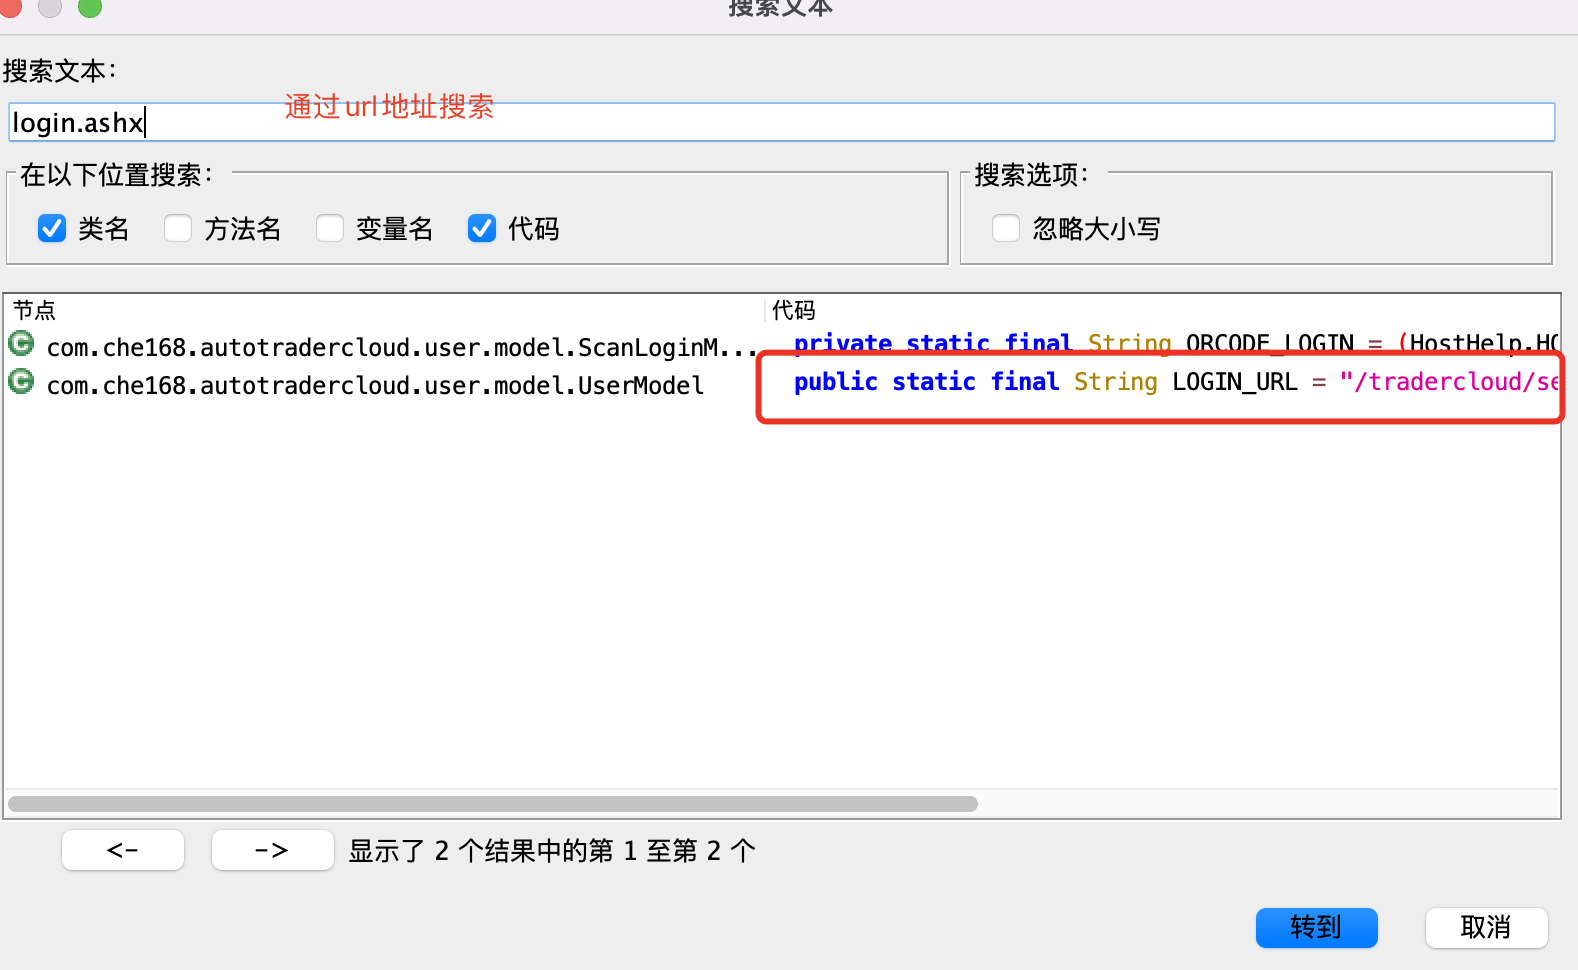 搜索文本
搜索文本：
通过url地址搜索
login.ashx
在以下位置搜索：
搜索选项：
类名 方法名 变量名 代码
忽略大小写
节点 代码
com.che168.autotradercloud.user.model.ScanLoginM... private static final String QRCODE_LOGIN = (HostHelp.HO
com.che168.autotradercloud.user.model.UserModel public static final String LOGIN_URL = "/tradercloud/se
<- -> 显示了 2 个结果中的第 1 至第 2 个
转到 取消